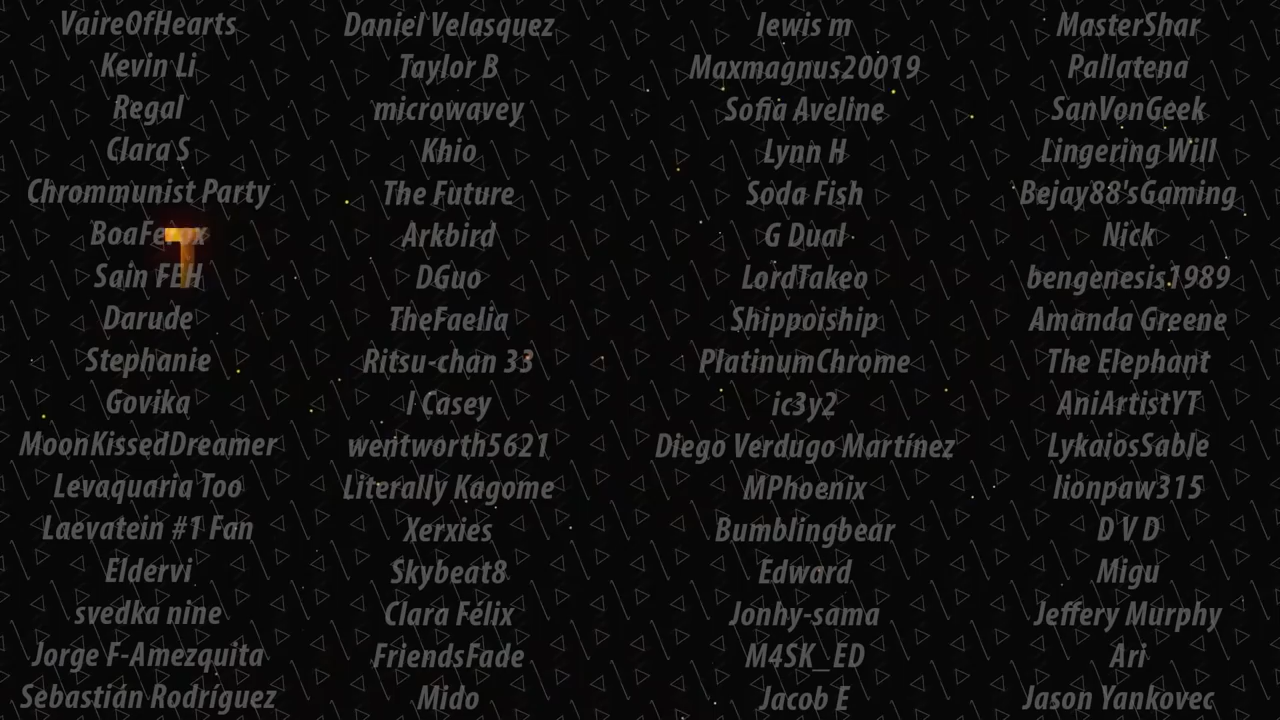 VaireOfHearts Daniel Velasquez lewis m MasterShar
Kevin Li Taylor B Maxmagnus20019 Pallatena
Regal microwavey Sofia Aveline SanVonGeek
Clara S Khio Lynn H Lingering Will
Chrommunist Party The Future Soda Fish Bejay88'sGaming
Arkbird G Dual Nick
T
Sain FEH DGuo LordTakeo bengenesis1989
Darude TheFaelia Shippoiship Amanda Greene
Stephanie Ritsu-chan 33 PlatinumChrome The Elephant
Govika I Casey ic3y2 AniArtistYT
MoonKissedDreamer wentworth5621 Diego Verdugo Martínez LykaiosSable
Levaquaria Too Literally Kagome MPhoenix lionpaw315
Laevatein #1 Fan Xerxies Bumblingbear D V D
Eldervi Skybeat8 Edward Migu
svedka nine Clara Félix Jonhy-sama Jeffery Murphy
Jorge F-Amezquita FriendsFade M4SK_ED Ari
Sebastián Rodríguez Mido Jacob E Jason Yankovec